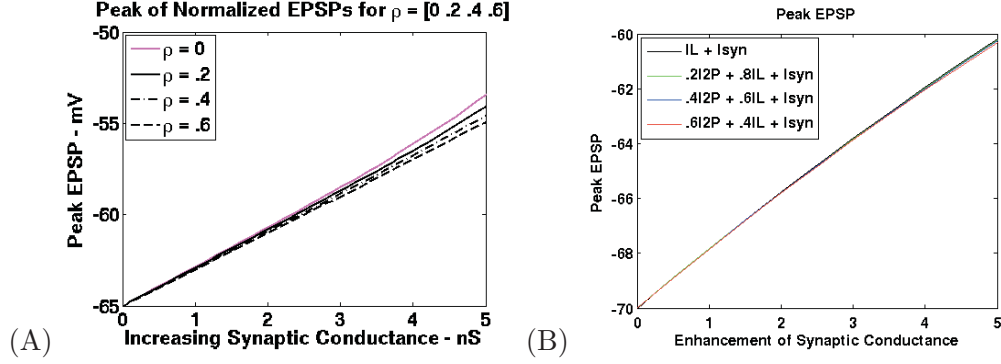 Peak of Normalized EPSPs for ρ = [0 .2 .4 .6]
-50
-55
-60
-65
Peak EPSP - mV
ρ = 0
ρ = .2
ρ = .4
ρ = .6
0 1 2 3 4 5
Increasing Synaptic Conductance - nS
(A)
Peak EPSP
-60
-62
-64
-66
-68
-70
Peak EPSP
IL + Isyn
.2I2P + .8IL + Isyn
.4I2P + .6IL + Isyn
.6I2P + .4IL + Isyn
0 1 2 3 4 5
Enhancement of Synaptic Conductance
(B)